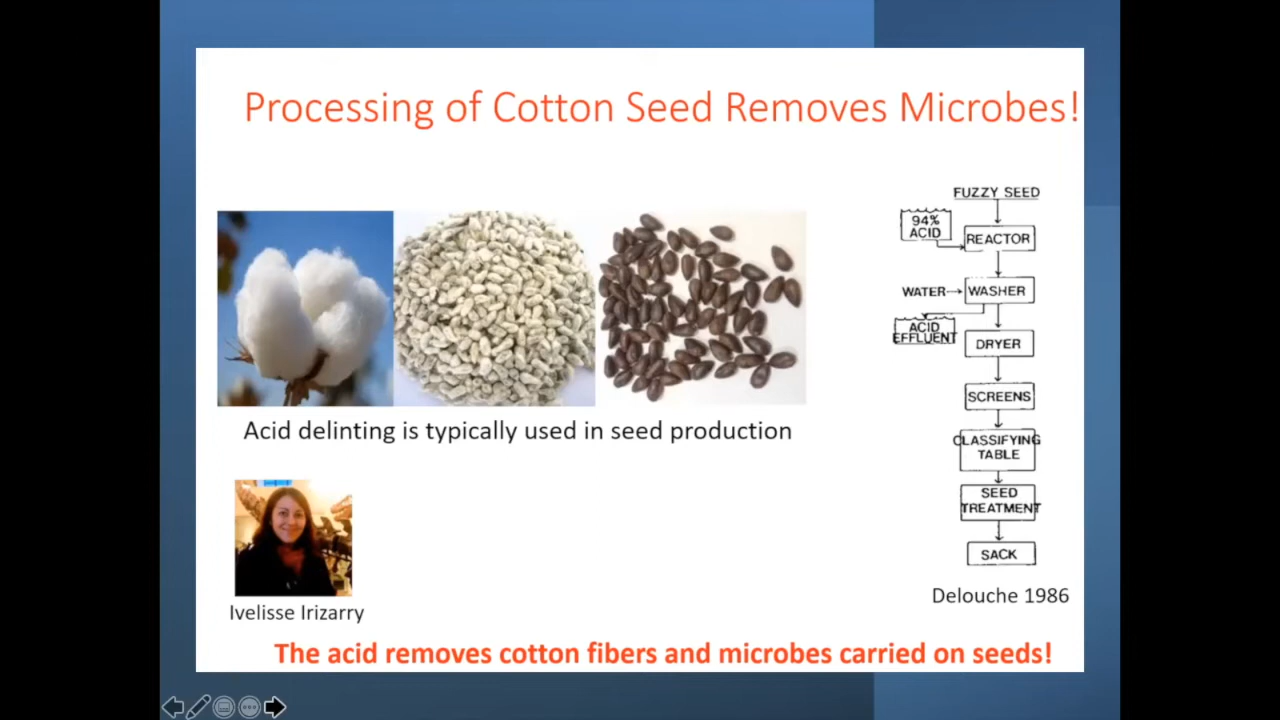 Processing of Cotton Seed Removes Microbes!
FUZZY SEED
94%
ACID
REACTOR
WATER
WASHER
ACID
EFFLUENT
DRYER
SCREENS
CLASSIFYING
TABLE
SEED
TREATMENT
SACK
Delouche 1986
Acid delinting is typically used in seed production
Ivelisse Irizarry
The acid removes cotton fibers and microbes carried on seeds!